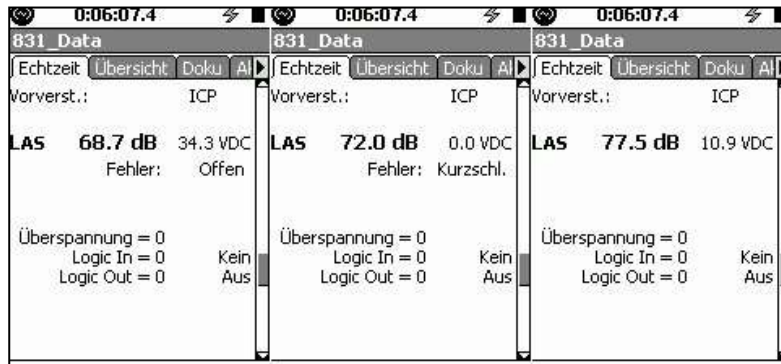 0:06:07.4
831_Data
Echtzeit Übersicht Doku Al
Vorverst.: ICP
LAS 68.7 dB 34.3 VDC
Fehler: Offen
Überspannung = 0
Logic In = 0 Kein
Logic Out = 0 Aus
0:06:07.4
831_Data
Echtzeit Übersicht Doku Al
Vorverst.: ICP
LAS 72.0 dB 0.0 VDC
Fehler: Kurzschl.
Überspannung = 0
Logic In = 0 Kein
Logic Out = 0 Aus
0:06:07.4
831_Data
Echtzeit Übersicht Doku Al
Vorverst.: ICP
LAS 77.5 dB 10.9 VDC
Überspannung = 0
Logic In = 0 Kein
Logic Out = 0 Aus